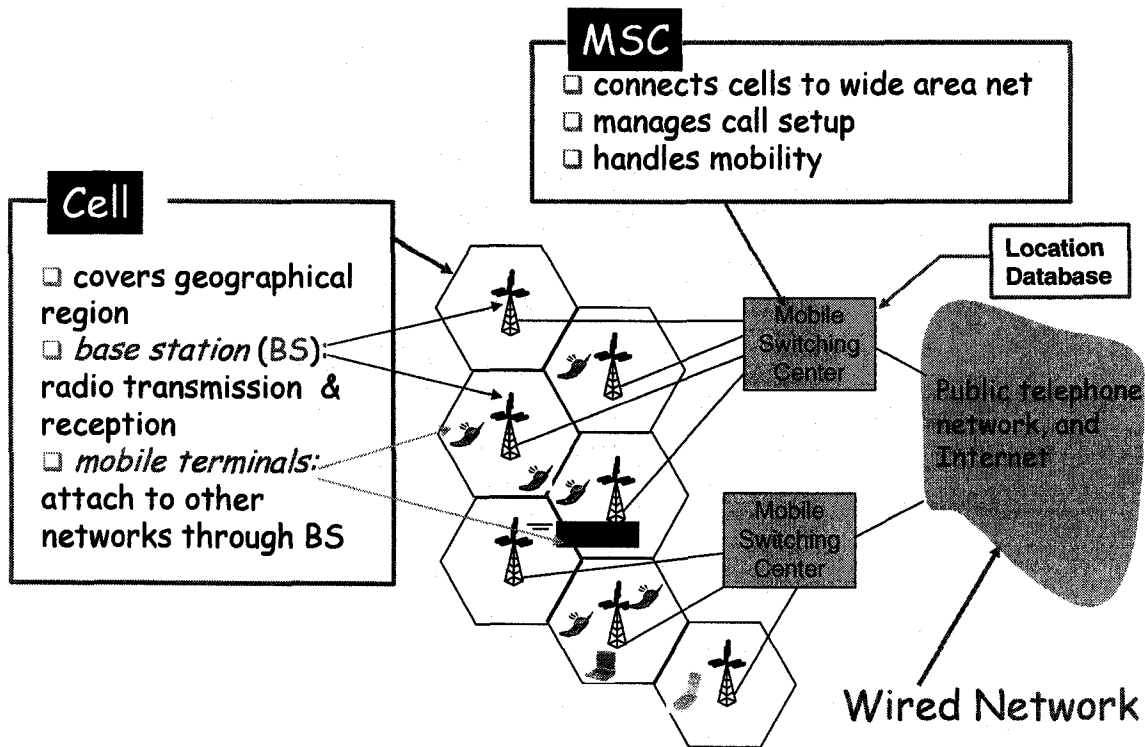 MSC
❑ connects cells to wide area net
❑ manages call setup
❑ handles mobility
Cell
❑ covers geographical
region
❑ base station (BS):
radio transmission &
reception
❑ mobile terminals:
attach to other
networks through BS
Location
Database
Mobile
Switching
Center
Public telephone
network, and
Internet
Mobile
Switching
Center
Wired Network